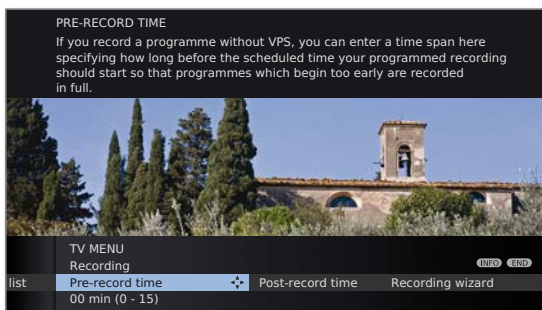 PRE-RECORD TIME
If you record a programme without VPS, you can enter a time span here
specifying how long before the scheduled time your programmed recording
should start so that programmes which begin too early are recorded
in full.
TV MENU
Recording
INFO END
list Pre-record time Post-record time Recording wizard
00 min (0 - 15)